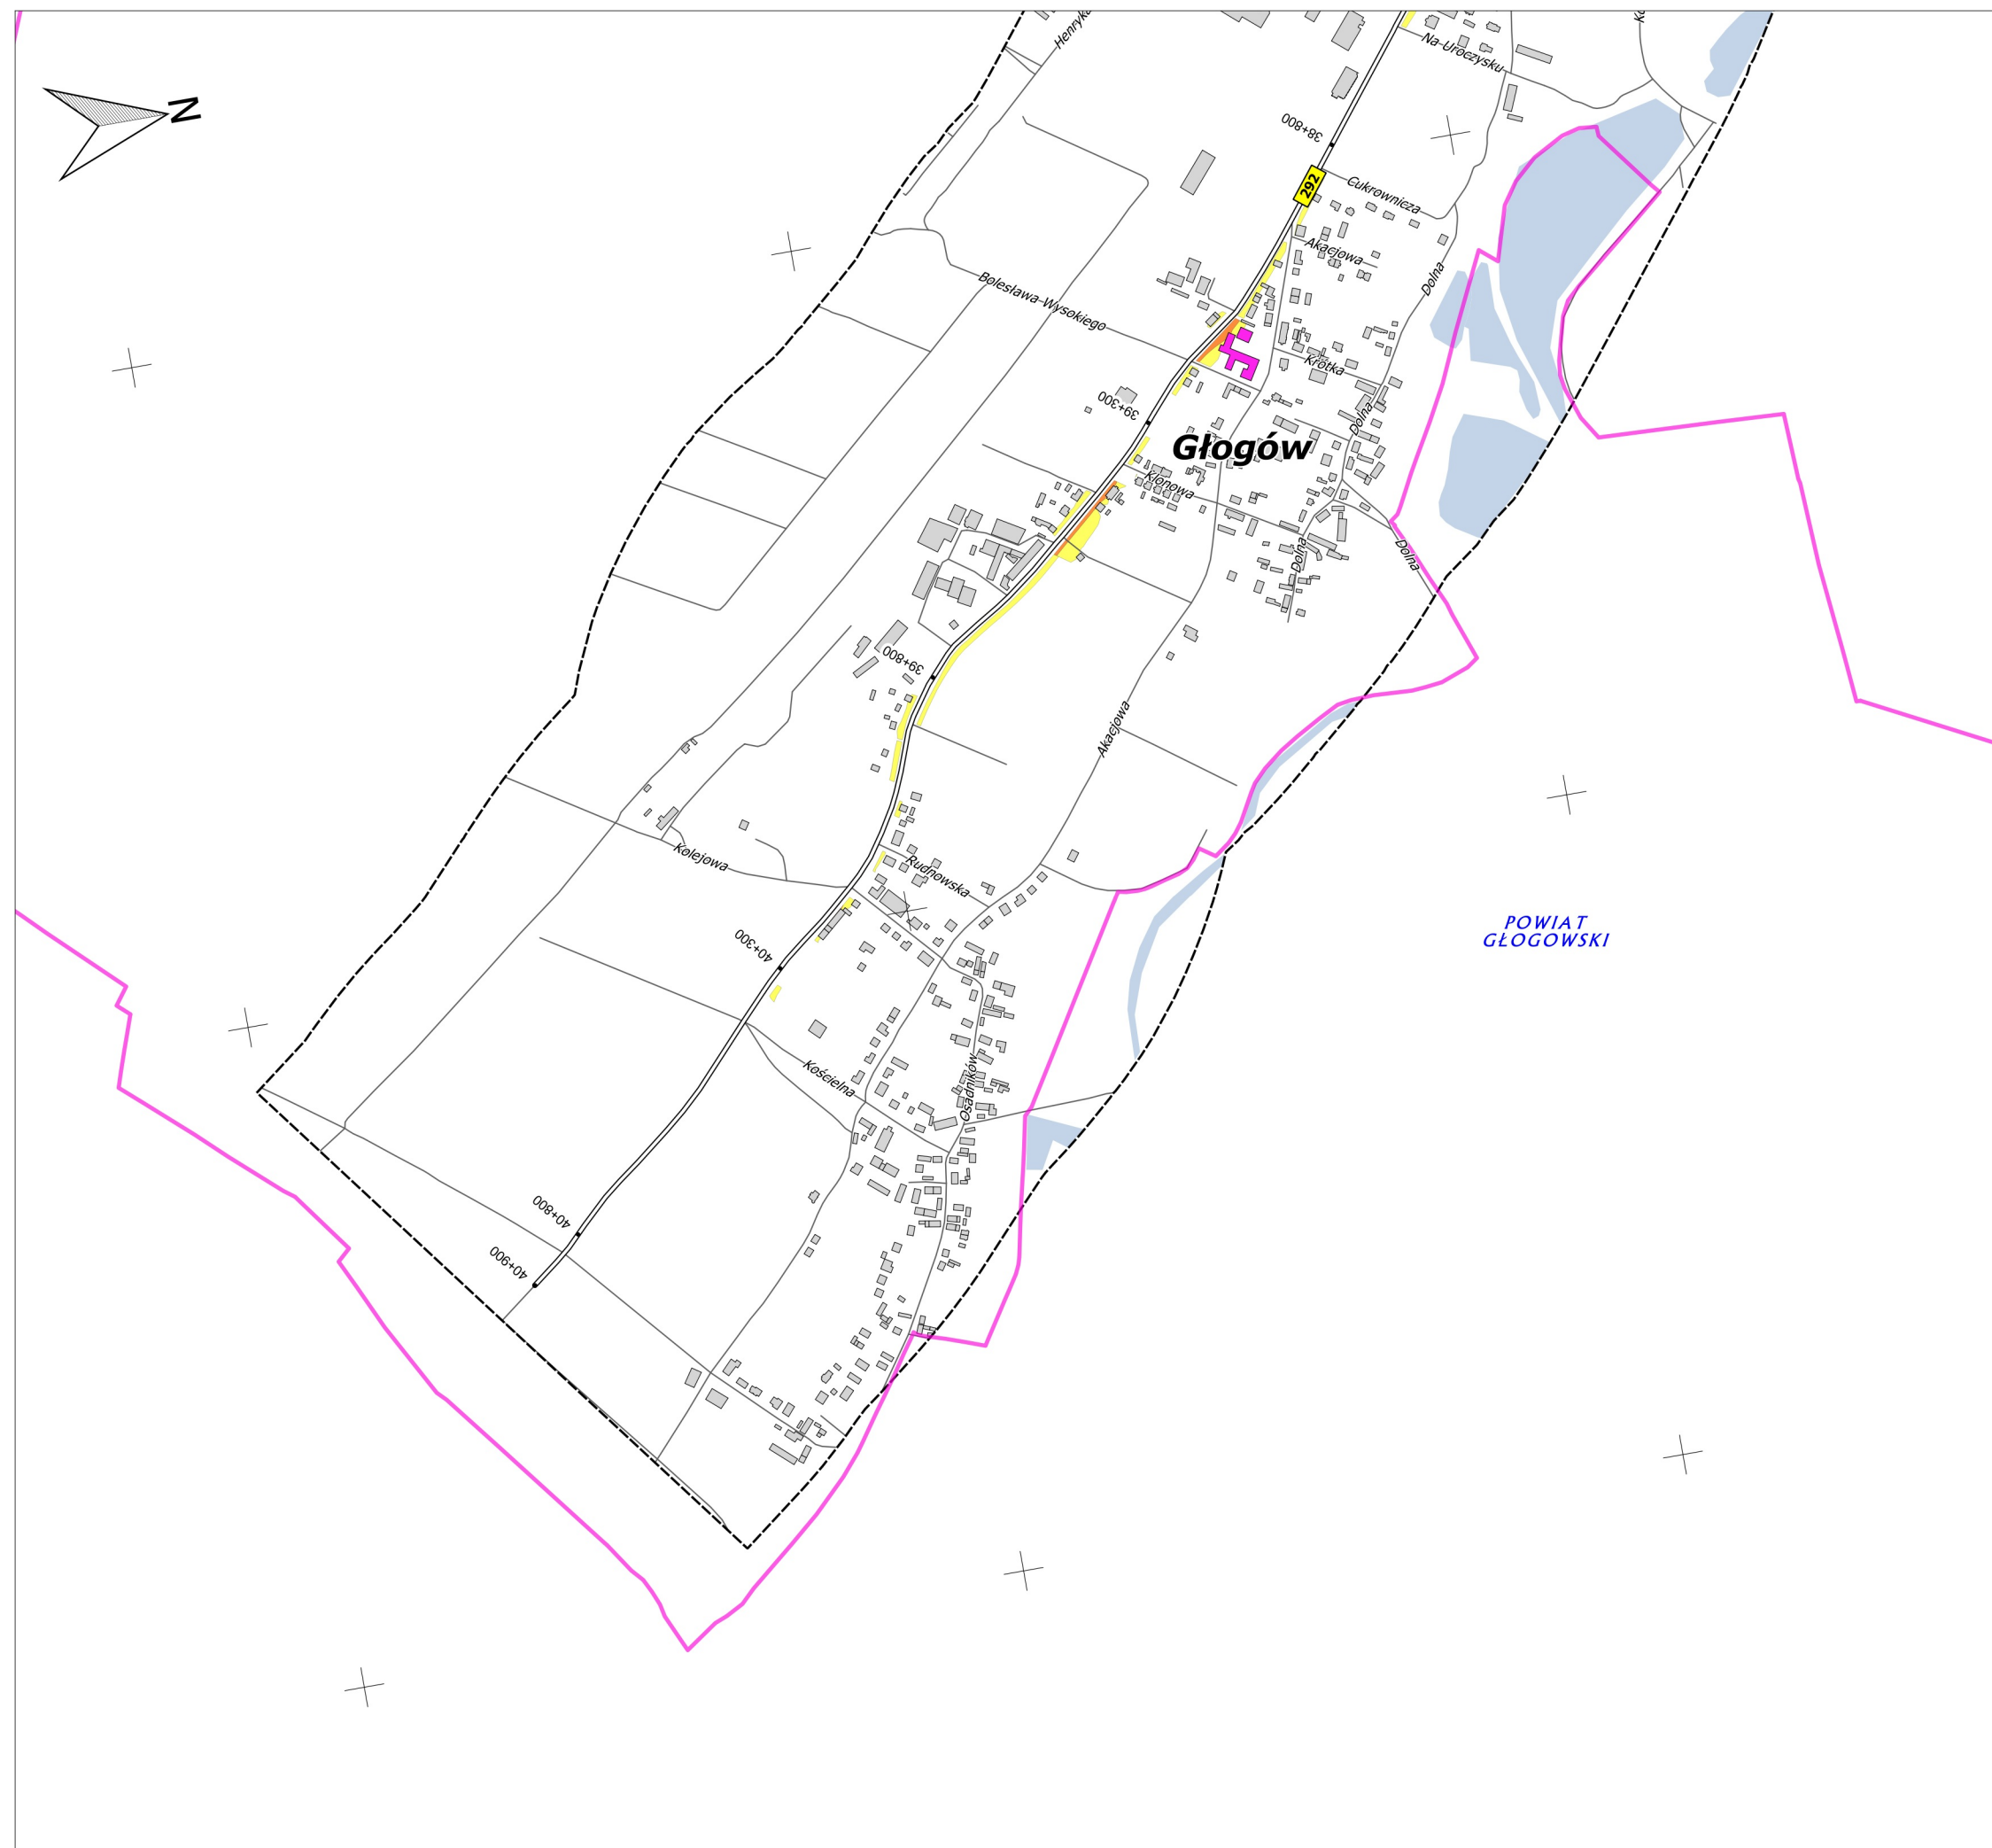 Henryka
Na Uroczysku
N
38+800
292
Cukrownicza
Akacjowa
Dolna
Bolesława Wysokiego
Krótka
39+300
Dolna
Głogów
Klonowa
Dolna
Dolna
39+800
Akacjowa
Kolejowa
Rudnowska
POWIAT
GŁOGOWSKI
40+300
Kościelna
Osadników
40+800
40+900